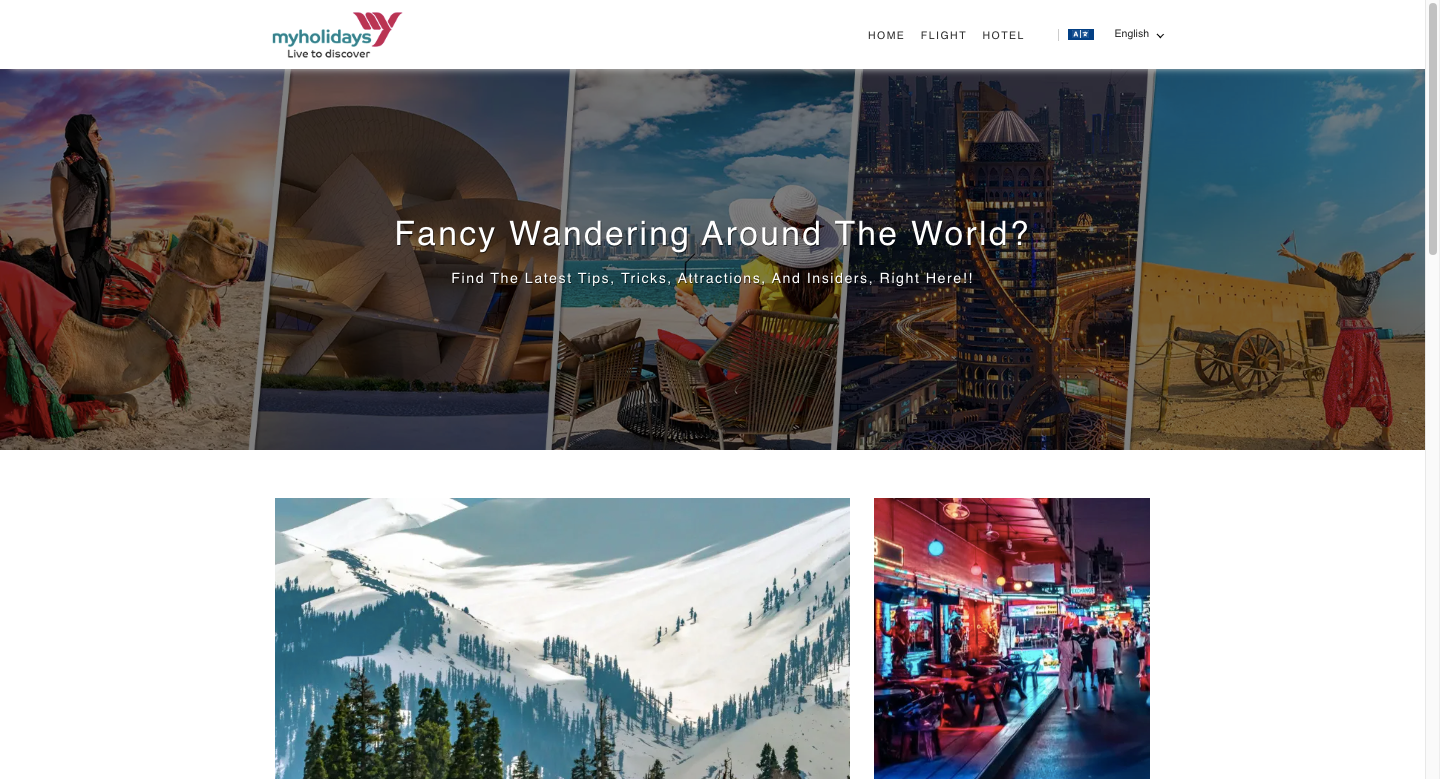 myholidays
Live to discover
HOME
FLIGHT
HOTEL
English
Fancy Wandering Around The World?
Find The Latest Tips, Tricks, Attractions, And Insiders, Right Here!!
EXCHANGE